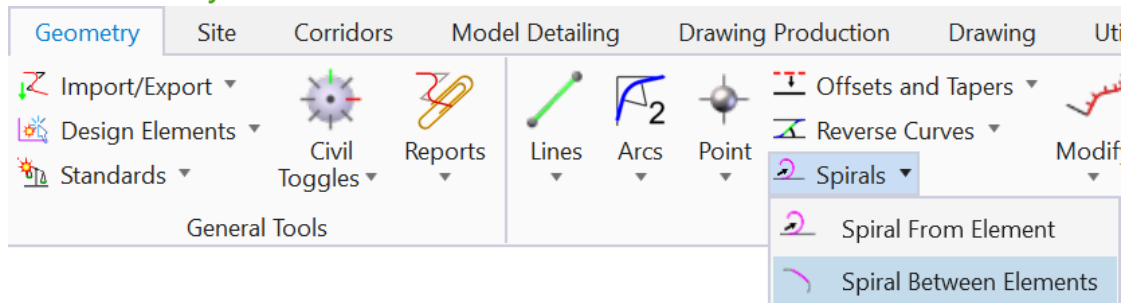 Geometry Site Corridors Model Detailing Drawing Production Drawing
Import/Export
Design Elements
Standards
Civil
Toggles
Reports
Lines
Arcs
2
Point
Offsets and Tapers
Reverse Curves
Spirals
General Tools
Spiral From Element
Spiral Between Elements